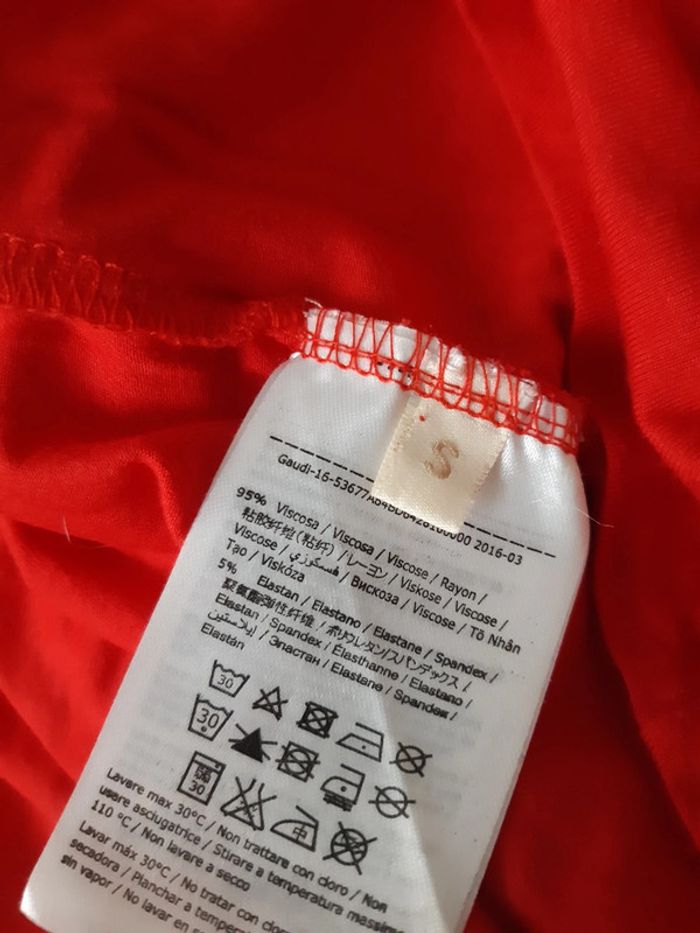 S
Gaudi-16-53677A64BD6428100000 2016-03
95% Viscosa / Viscosa / Viscose / Rayon /
粘胶纤维(粘纤) /レーヨン / Viskose / Viscose /
Viscose / فسكوزي / Вискоза / Viscose / Tơ Nhân
Tạo / Viskóza
5% Elastan / Elastano / Elastane / Spandex /
聚氨酯弹性纤维 / ポリウレタン/スパンデックス /
Elastan / Spandex / Elasthanne / Elastano /
إيلاستين / Эластан / Elastane / Spandex /
Elastán
30
30
30
中
Lavare max 30°C / Non trattare con cloro / Non
usare asciugatrice / Stirare a temperatura massima
110 °C / Non lavare a secco
Lavar máx 30°C / No tratar con cloro
secadora / Planchar a temper
sin vapor / No lavar en